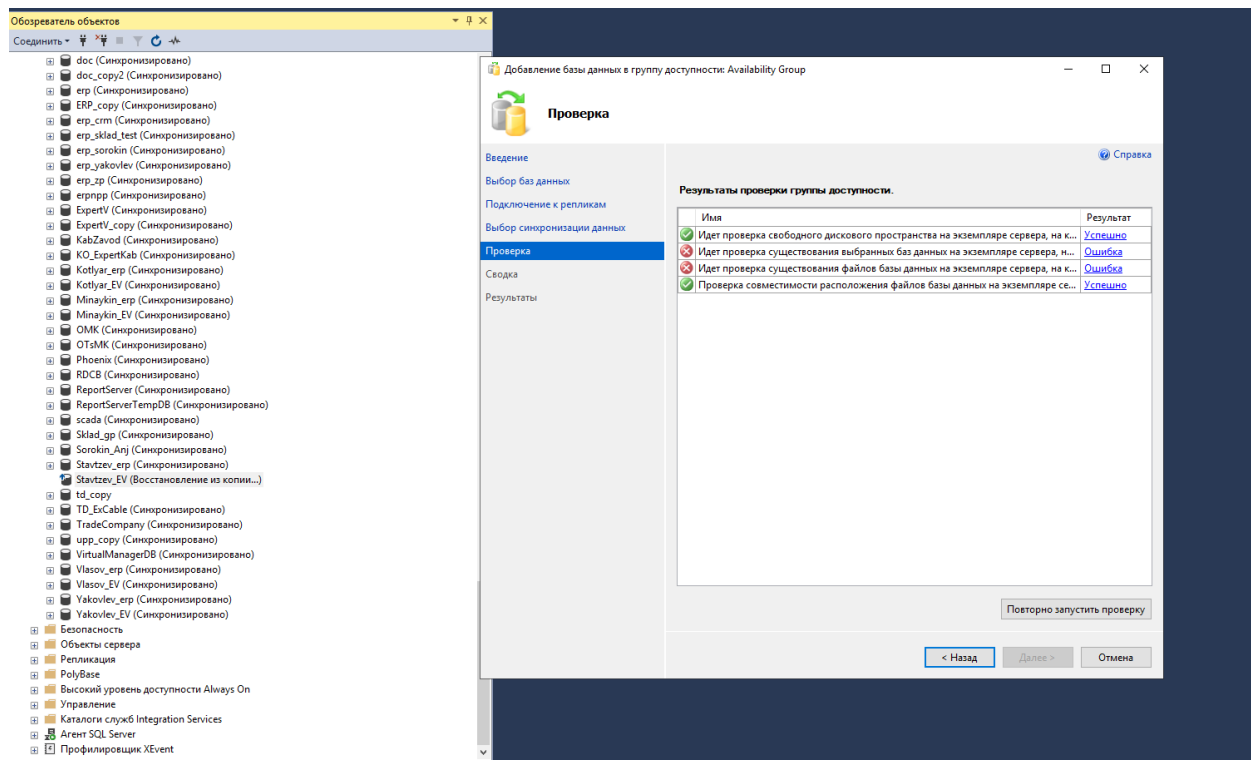 Обозреватель объектов
Соединить
doc (Синхронизировано)
doc_copy2 (Синхронизировано)
erp (Синхронизировано)
ERP_copy (Синхронизировано)
erp_crm (Синхронизировано)
erp_sklad_test (Синхронизировано)
erp_sorokin (Синхронизировано)
erp_yakovlev (Синхронизировано)
erp_zp (Синхронизировано)
erpnpp (Синхронизировано)
ExpertV (Синхронизировано)
ExpertV_copy (Синхронизировано)
KabZavod (Синхронизировано)
KO_ExpertKab (Синхронизировано)
Kotlyar_erp (Синхронизировано)
Kotlyar_EV (Синхронизировано)
Minaykin_erp (Синхронизировано)
Minaykin_EV (Синхронизировано)
OMK (Синхронизировано)
OTsMK (Синхронизировано)
Phoenix (Синхронизировано)
RDCB (Синхронизировано)
ReportServer (Синхронизировано)
ReportServerTempDB (Синхронизировано)
scada (Синхронизировано)
Sklad_gp (Синхронизировано)
Sorokin_Anj (Синхронизировано)
Stavtzev_erp (Синхронизировано)
Stavtzev_EV (Восстановление из копии...)
td_copy
TD_ExCable (Синхронизировано)
TradeCompany (Синхронизировано)
upp_copy (Синхронизировано)
VirtualManagerDB (Синхронизировано)
Vlasov_erp (Синхронизировано)
Vlasov_EV (Синхронизировано)
Yakovlev_erp (Синхронизировано)
Yakovlev_EV (Синхронизировано)
Безопасность
Объекты сервера
Репликация
PolyBase
Высокий уровень доступности Always On
Управление
Каталоги служб Integration Services
Агент SQL Server
Профилировщик XEvent
Добавление базы данных в группу доступности: Availability Group
Проверка
Введение
Выбор баз данных
Подключение к репликам
Выбор синхронизации данных
Проверка
Сводка
Результаты
Справка
Результаты проверки группы доступности.
Имя Результат
Идет проверка свободного дискового пространства на экземпляре сервера, на к... Успешно
Идет проверка существования выбранных баз данных на экземпляре сервера, н... Ошибка
Идет проверка существования файлов базы данных на экземпляре сервера, на к... Ошибка
Проверка совместимости расположения файлов базы данных на экземпляре се... Успешно
Повторно запустить проверку
< Назад Далее > Отмена